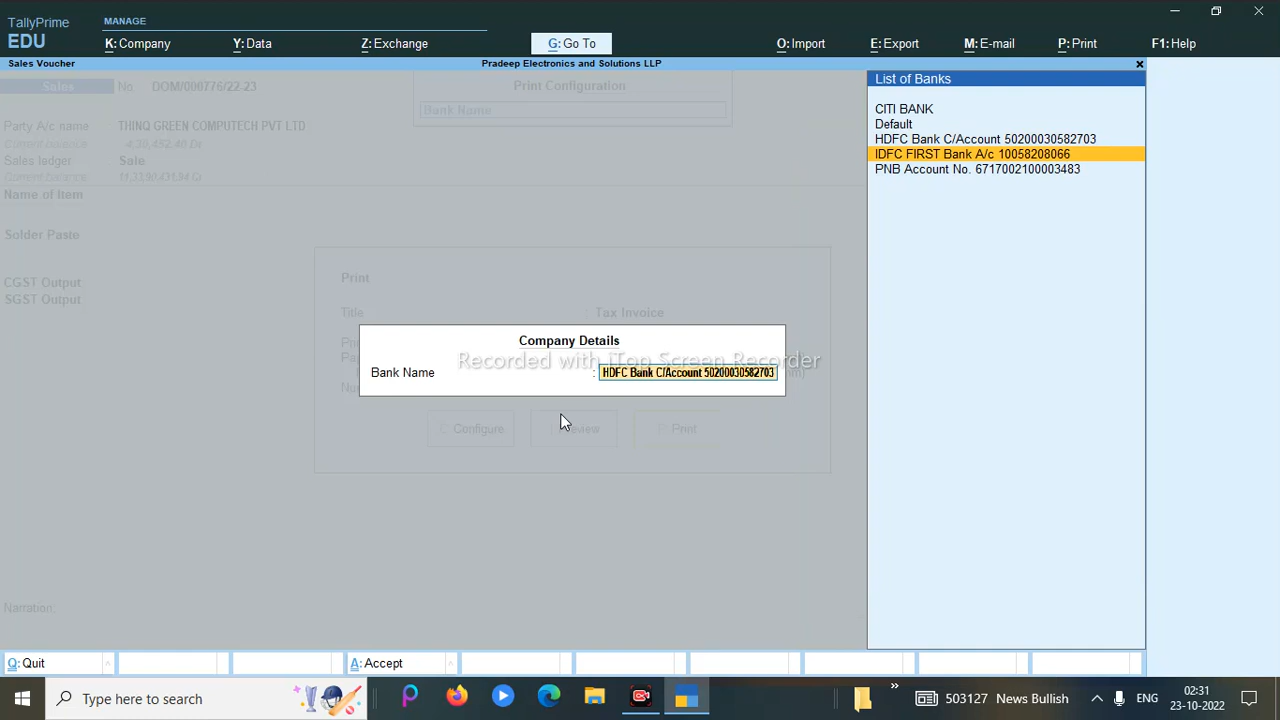 TallyPrime
EDU
MANAGE
K: Company
Y: Data
Z: Exchange
G: Go To
O: Import
E: Export
M: E-mail
P: Print
F1: Help
Sales Voucher
Pradeep Electronics and Solutions LLP
Sales No. DOM/000776/22-23
Party A/c name THINQ GREEN COMPUTECH PVT LTD
Current balance
Sales ledger Sale
Current balance
Name of Item
Solder Paste
CGST Output
SGST Output
Narration:
Print Configuration
Bank Name
Print
Title : Tax Invoice
Company Details
Bank Name : HDFC Bank C/Account 50200030582703
Recorded with iTop Screen Recorder
C: Configure
Print
List of Banks
CITI BANK
Default
HDFC Bank C/Account 50200030582703
IDFC FIRST Bank A/c 10058208066
PNB Account No. 6717002100003483
Q: Quit
A: Accept
Type here to search
503127 News Bullish
ENG
02:31
23-10-2022